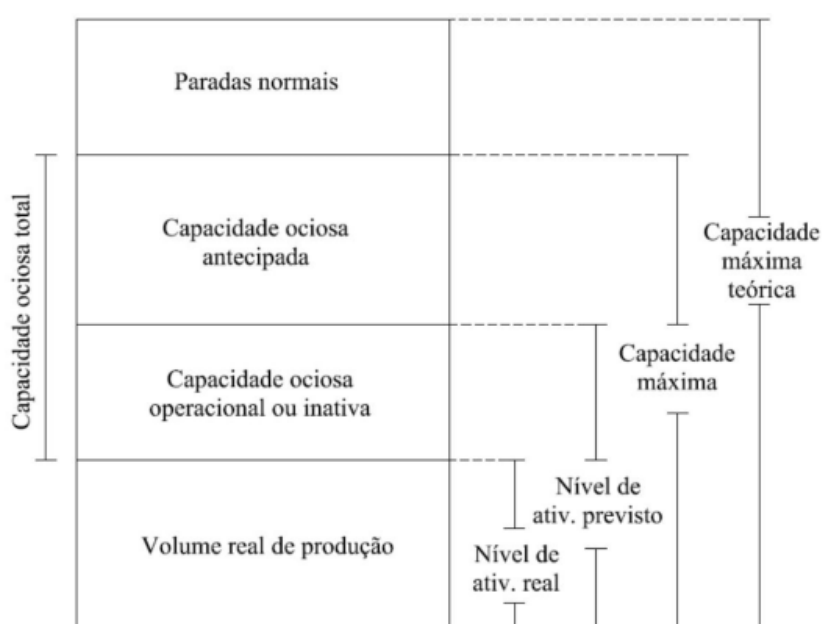 Paradas normais
Capacidade ociosa total
Capacidade ociosa
antecipada
Capacidade
máxima
teórica
Capacidade ociosa
operacional ou inativa
Capacidade
máxima
Volume real de produção
Nível de
ativ. previsto
Nível de
ativ. real